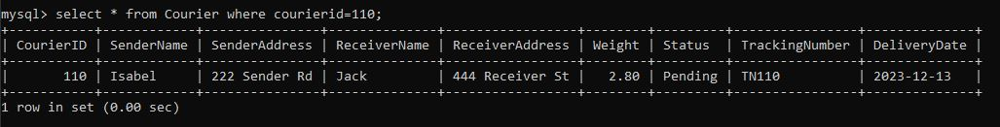 mysql> select * from Courier where courierid=110;
+-----------+------------+---------------+--------------+-----------------+--------+---------+----------------+--------------+
| CourierID | SenderName | SenderAddress | ReceiverName | ReceiverAddress | Weight | Status  | TrackingNumber | DeliveryDate |
+-----------+------------+---------------+--------------+-----------------+--------+---------+----------------+--------------+
|       110 | Isabel     | 222 Sender Rd | Jack         | 444 Receiver St |   2.80 | Pending | TN110          | 2023-12-13   |
+-----------+------------+---------------+--------------+-----------------+--------+---------+----------------+--------------+
1 row in set (0.00 sec)